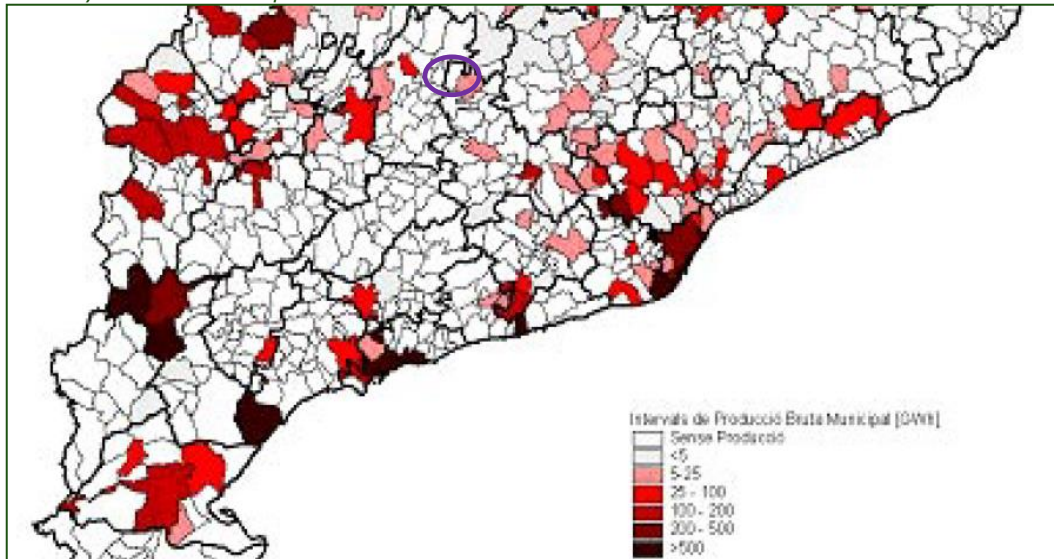 Intervals de Producció Bruta Municipal [GWh]
Sense Producció
<5
5-25
25 - 100
100 - 200
200 - 500
>500